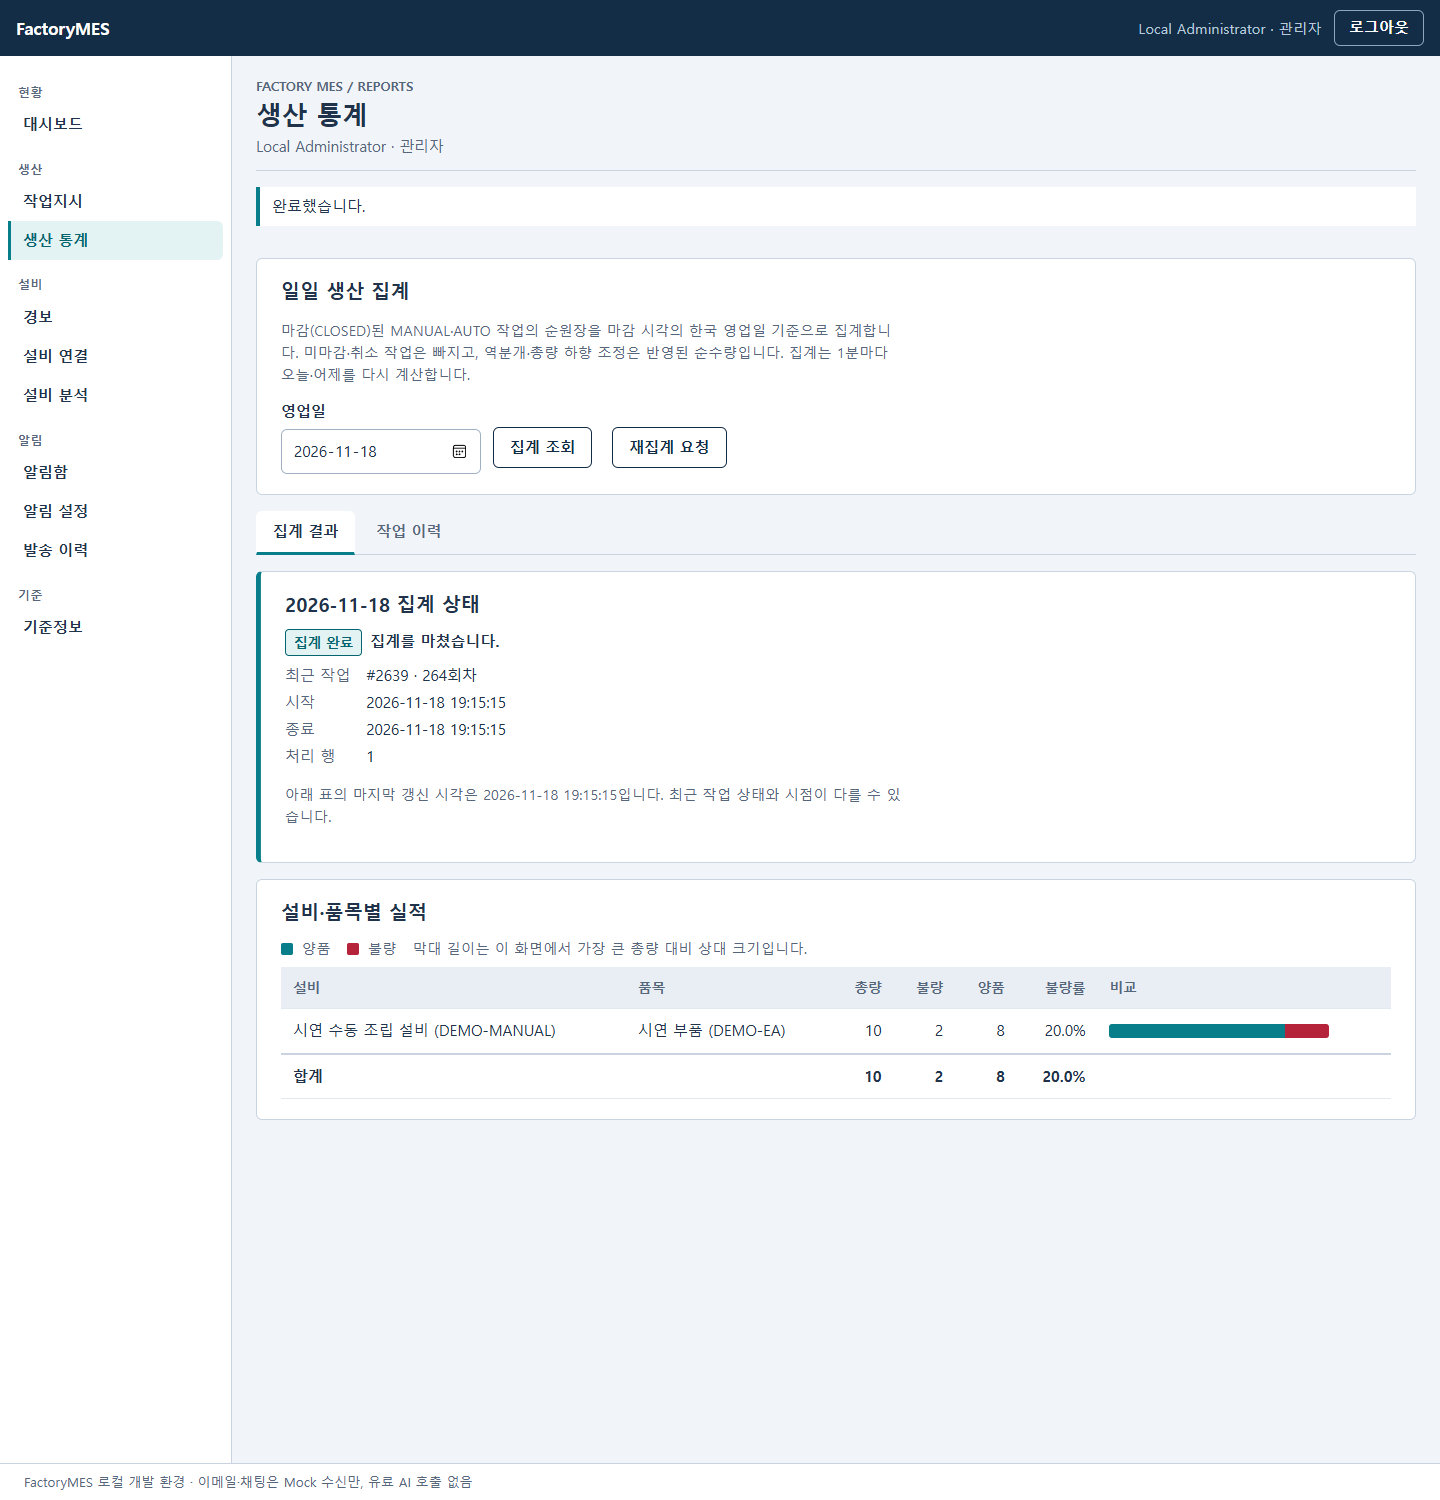 FactoryMES
Local Administrator · 관리자
로그아웃
현황
대시보드
생산
작업지시
생산 통계
설비
경보
설비 연결
설비 분석
알림
알림함
알림 설정
발송 이력
기준
기준정보
FACTORY MES / REPORTS
생산 통계
Local Administrator · 관리자
완료했습니다.
일일 생산 집계
마감(CLOSED)된 MANUAL·AUTO 작업의 순원장을 마감 시각의 한국 영업일 기준으로 집계합니
다. 미마감·취소 작업은 빠지고, 역분개·총량 하향 조정은 반영된 순수량입니다. 집계는 1분마다
오늘·어제를 다시 계산합니다.
영업일
2026-11-18
집계 조회
재집계 요청
집계 결과
작업 이력
2026-11-18 집계 상태
집계 완료 집계를 마쳤습니다.
최근 작업 #2639 · 264회차
시작 2026-11-18 19:15:15
종료 2026-11-18 19:15:15
처리 행 1
아래 표의 마지막 갱신 시각은 2026-11-18 19:15:15입니다. 최근 작업 상태와 시점이 다를 수 있
습니다.
설비·품목별 실적
양품 불량 막대 길이는 이 화면에서 가장 큰 총량 대비 상대 크기입니다.
설비 품목 총량 불량 양품 불량률 비교
시연 수동 조립 설비 (DEMO-MANUAL) 시연 부품 (DEMO-EA) 10 2 8 20.0%
합계 10 2 8 20.0%
FactoryMES 로컬 개발 환경 · 이메일·채팅은 Mock 수신만, 유료 AI 호출 없음